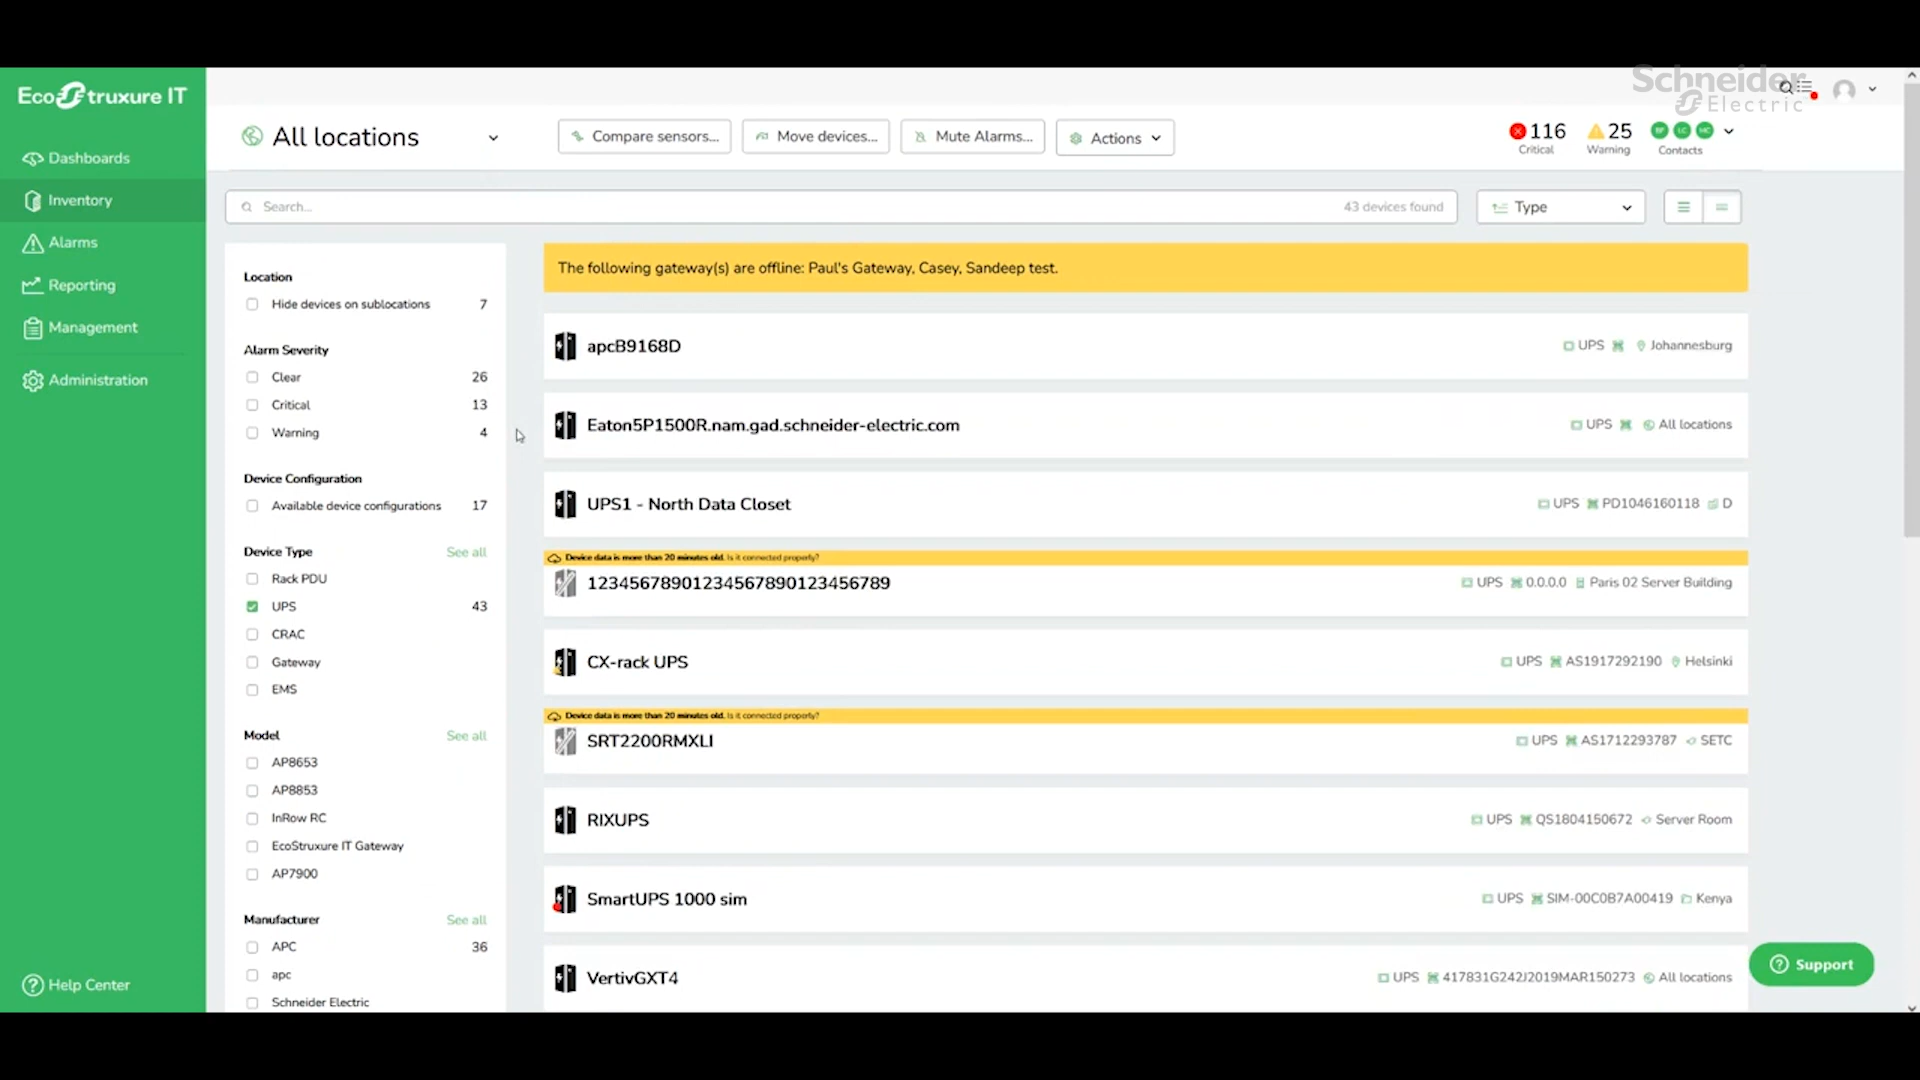 EcoStruxure IT
Schneider
Electric
Dashboards
Inventory
Alarms
Reporting
Management
Administration
Help Center
All locations
Compare sensors...
Move devices...
Mute Alarms...
Actions
116
Critical
25
Warning
Contacts
Search...
43 devices found
Type
Location
Hide devices on sublocations 7
Alarm Severity
Clear 26
Critical 13
Warning 4
Device Configuration
Available device configurations 17
Device Type See all
Rack PDU
UPS 43
CRAC
Gateway
EMS
Model See all
AP8653
AP8853
InRow RC
EcoStruxure IT Gateway
AP7900
Manufacturer See all
APC 36
apc
Schneider Electric
The following gateway(s) are offline: Paul's Gateway, Casey, Sandeep test.
apcB9168D UPS Johannesburg
Eaton5P1500R.nam.gad.schneider-electric.com UPS All locations
UPS1 - North Data Closet UPS PD1046160118 D
Device data is more than 20 minutes old. Is it connected properly?
12345678901234567890123456789 UPS 0.0.0.0 Paris 02 Server Building
CX-rack UPS UPS AS1917292190 Helsinki
Device data is more than 20 minutes old. Is it connected properly?
SRT2200RMXLI UPS AS1712293787 SETC
RIXUPS UPS QS1804150672 Server Room
SmartUPS 1000 sim UPS SIM-00C0B7A00419 Kenya
VertivGXT4 UPS 417831G242J2019MAR150273 All locations
Support